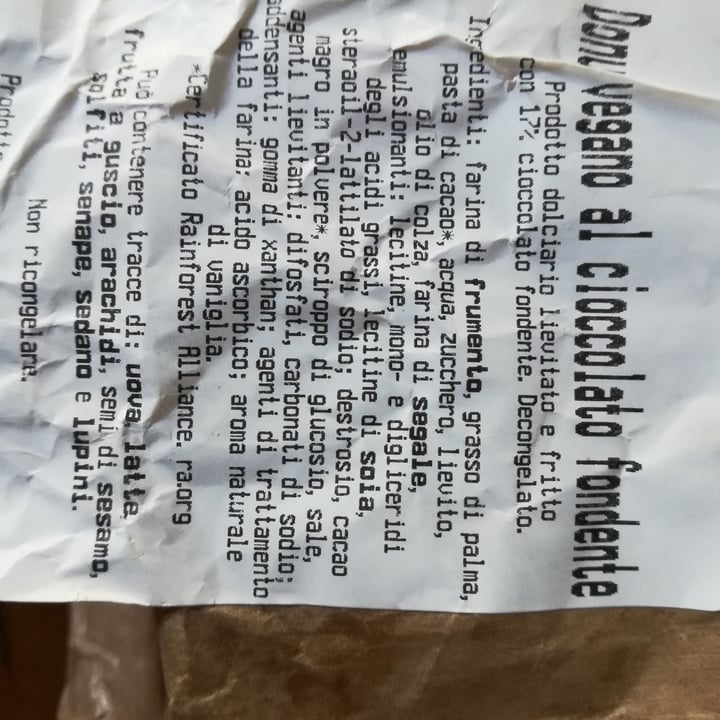 Donu vegano al cioccolato fondente
Prodotto dolciario lievitato e fritto
con 17% cioccolato fondente. Decongelato.
Ingredienti: farina di frumento, grasso di palma,
pasta di cacao*, acqua, zucchero, lievito,
olio di colza, farina di segale,
emulsionanti: lecitine, mono- e digliceridi
degli acidi grassi, lecitine di soia,
steraoil-2-lattilato di sodio; destrosio, cacao
magro in polvere*, sciroppo di glucosio, sale,
agenti lievitanti: difosfati, carbonati di sodio;
addensanti: gomma di xanthan; agenti di trattamento
della farina: acido ascorbico; aroma naturale
di vaniglia.
*Certificato Rainforest Alliance. ra.org
Può contenere tracce di: uova, latte,
frutta a guscio, arachidi, semi di sesamo,
solfiti, senape, sedano e lupini.
Non ricongelare.
Prodotto